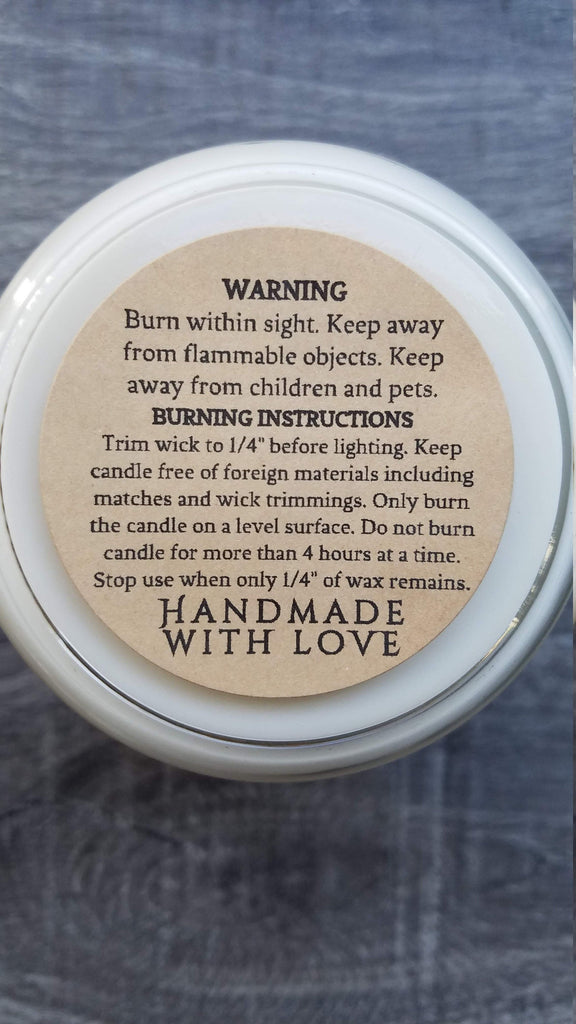 WARNING
Burn within sight. Keep away
from flammable objects. Keep
away from children and pets.
BURNING INSTRUCTIONS
Trim wick to 1/4" before lighting. Keep
candle free of foreign materials including
matches and wick trimmings. Only burn
the candle on a level surface. Do not burn
candle for more than 4 hours at a time.
Stop use when only 1/4" of wax remains.
HANDMADE
WITH LOVE